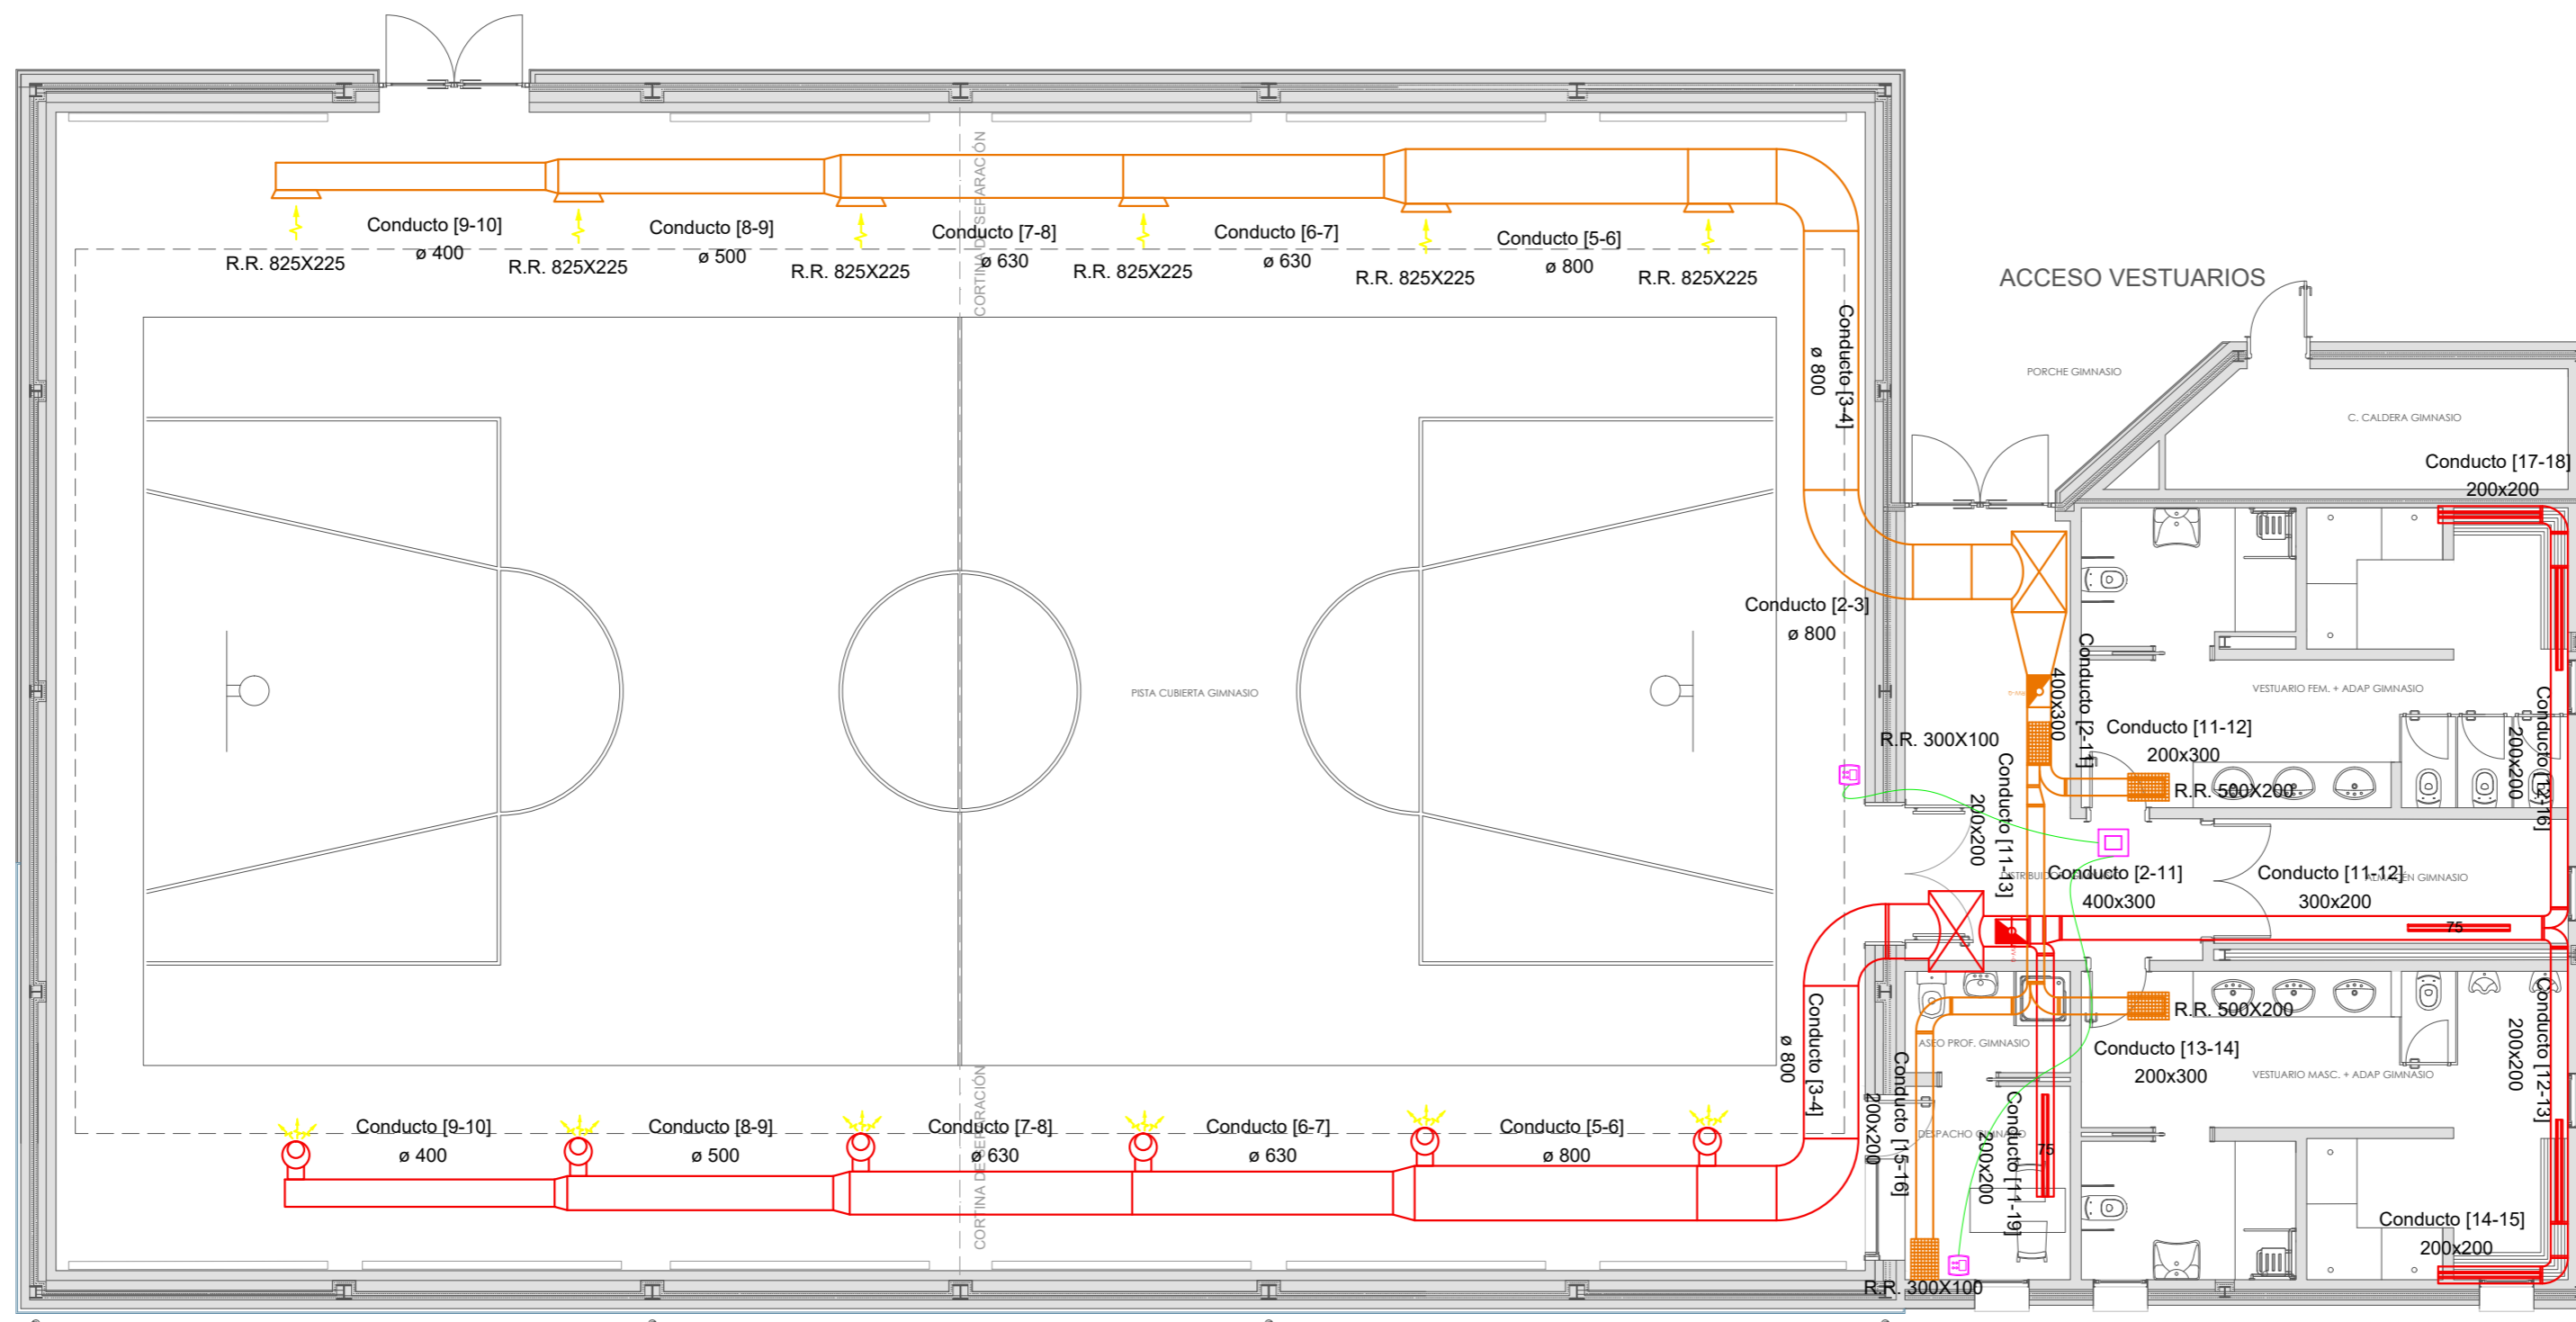 Conducto [9-10]
ø 400
Conducto [8-9]
ø 500
Conducto [7-8]
ø 630
Conducto [6-7]
ø 630
Conducto [5-6]
ø 800
R.R. 825X225
R.R. 825X225
R.R. 825X225
R.R. 825X225
R.R. 825X225
R.R. 825X225
CORTINA DE SEPARACIÓN
Conducto [3-4]
ø 800
ACCESO VESTUARIOS
PORCHE GIMNASIO
C. CALDERA GIMNASIO
Conducto [17-18]
200x200
Conducto [2-3]
ø 800
PISTA CUBIERTA GIMNASIO
Conducto [2-11]
400x300
VESTUARIO FEM. + ADAP GIMNASIO
Conducto [11-12]
200x300
R.R. 300X100
R.R. 500X200
Conducto [12-16]
200x200
Conducto [11-13]
200x200
Conducto [2-11]
400x300
Conducto [11-12]
300x200
ALMACÉN GIMNASIO
75
R.R. 500X200
ASEO PROF. GIMNASIO
Conducto [13-14]
200x300
VESTUARIO MASC. + ADAP GIMNASIO
Conducto [12-13]
200x200
Conducto [3-4]
ø 800
Conducto [15-16]
200x200
DESPACHO GIMNASIO
75
Conducto [11-19]
200x200
Conducto [14-15]
200x200
R.R. 300X100
Conducto [9-10]
ø 400
Conducto [8-9]
ø 500
Conducto [7-8]
ø 630
Conducto [6-7]
ø 630
Conducto [5-6]
ø 800
CORTINA DE SEPARACIÓN